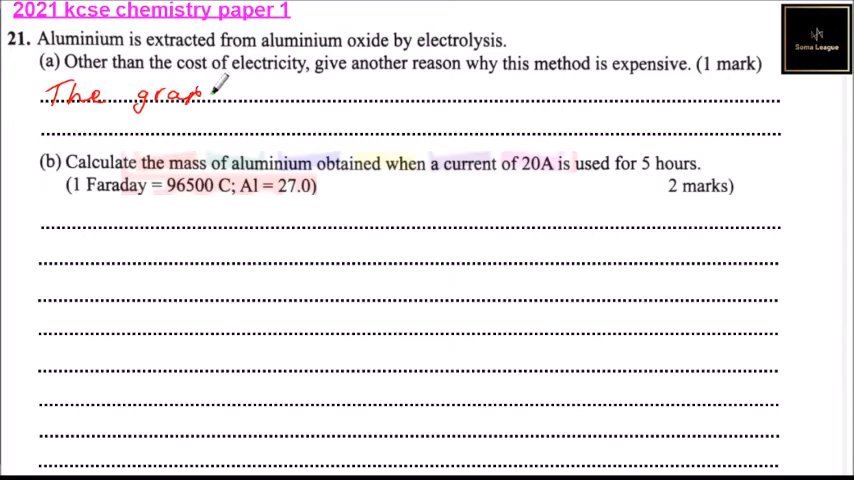 2021 kcse chemistry paper 1
21. Aluminium is extracted from aluminium oxide by electrolysis.
(a) Other than the cost of electricity, give another reason why this method is expensive. (1 mark)
The grap
(b) Calculate the mass of aluminium obtained when a current of 20A is used for 5 hours.
(1 Faraday = 96500 C; Al = 27.0) 2 marks)
Soma League